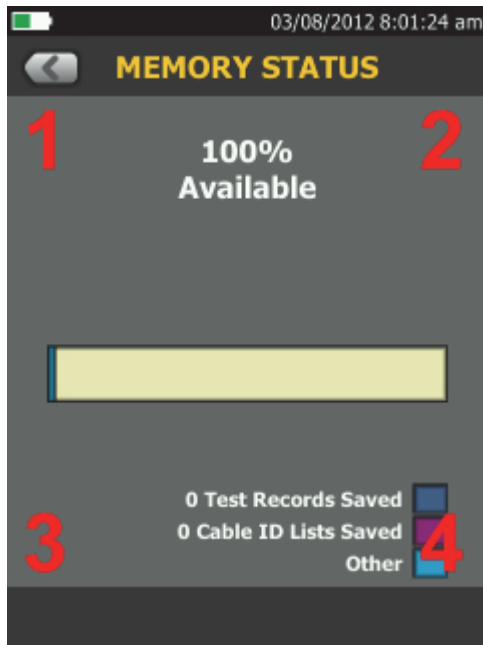 03/08/2012 8:01:24 am
MEMORY STATUS
1
2
100%
Available
0 Test Records Saved
0 Cable ID Lists Saved
Other
3
4